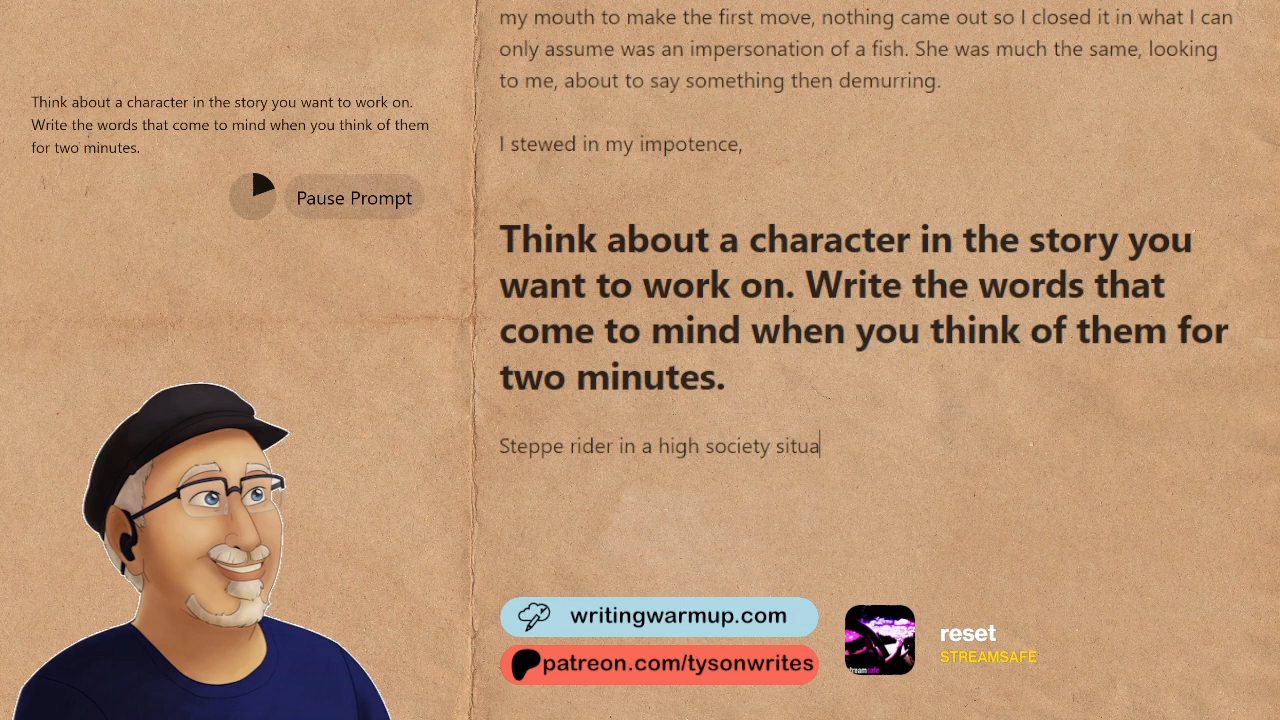 my mouth to make the first move, nothing came out so I closed it in what I can
only assume was an impersonation of a fish. She was much the same, looking
to me, about to say something then demurring.
I stewed in my impotence,
Think about a character in the story you want to work on.
Write the words that come to mind when you think of them
for two minutes.
Pause Prompt
Think about a character in the story you
want to work on. Write the words that
come to mind when you think of them for
two minutes.
Steppe rider in a high society situa
writingwarmup.com
patreon.com/tysonwrites
reset
STREAMSAFE